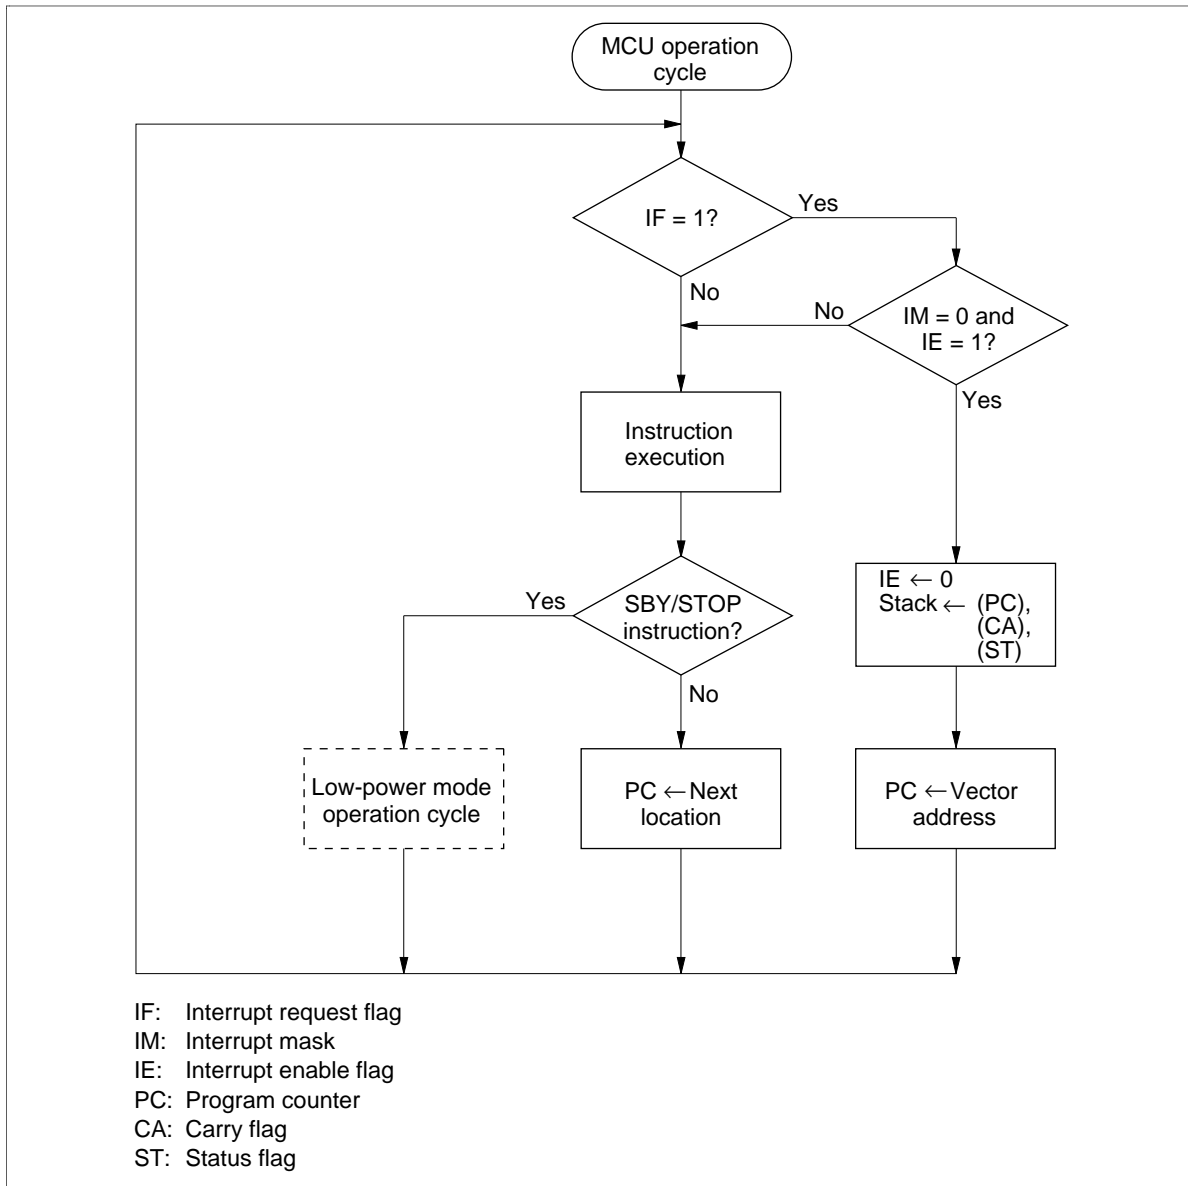 MCU operation
cycle
IF = 1?
Yes
No
IM = 0 and
IE = 1?
No
Yes
Instruction
execution
IE ← 0
Stack ← (PC),
(CA),
(ST)
SBY/STOP
instruction?
Yes
No
Low-power mode
operation cycle
PC ← Next
location
PC ← Vector
address
IF: Interrupt request flag
IM: Interrupt mask
IE: Interrupt enable flag
PC: Program counter
CA: Carry flag
ST: Status flag